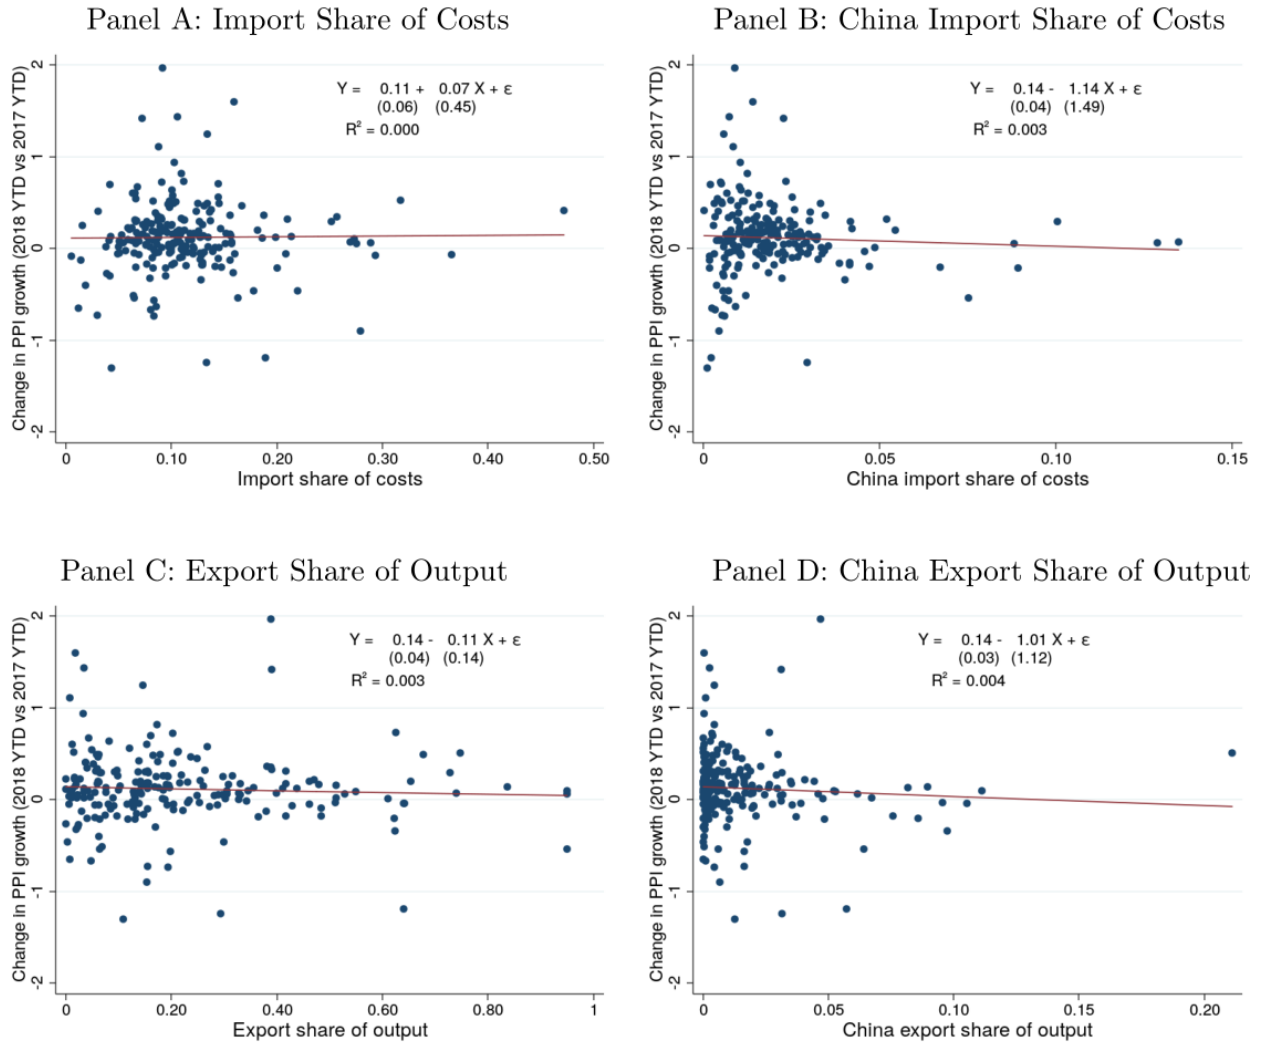 Panel A: Import Share of Costs
Change in PPI growth (2018 YTD vs 2017 YTD)
2
1
0
-1
-2
Y = 0.11 + 0.07 X + ε
(0.06) (0.45)
R² = 0.000
0 0.10 0.20 0.30 0.40 0.50
Import share of costs
Panel B: China Import Share of Costs
Change in PPI growth (2018 YTD vs 2017 YTD)
2
1
0
-1
-2
Y = 0.14 - 1.14 X + ε
(0.04) (1.49)
R² = 0.003
0 0.05 0.10 0.15
China import share of costs
Panel C: Export Share of Output
Change in PPI growth (2018 YTD vs 2017 YTD)
2
1
0
-1
-2
Y = 0.14 - 0.11 X + ε
(0.04) (0.14)
R² = 0.003
0 0.20 0.40 0.60 0.80 1
Export share of output
Panel D: China Export Share of Output
Change in PPI growth (2018 YTD vs 2017 YTD)
2
1
0
-1
-2
Y = 0.14 - 1.01 X + ε
(0.03) (1.12)
R² = 0.004
0 0.05 0.10 0.15 0.20
China export share of output